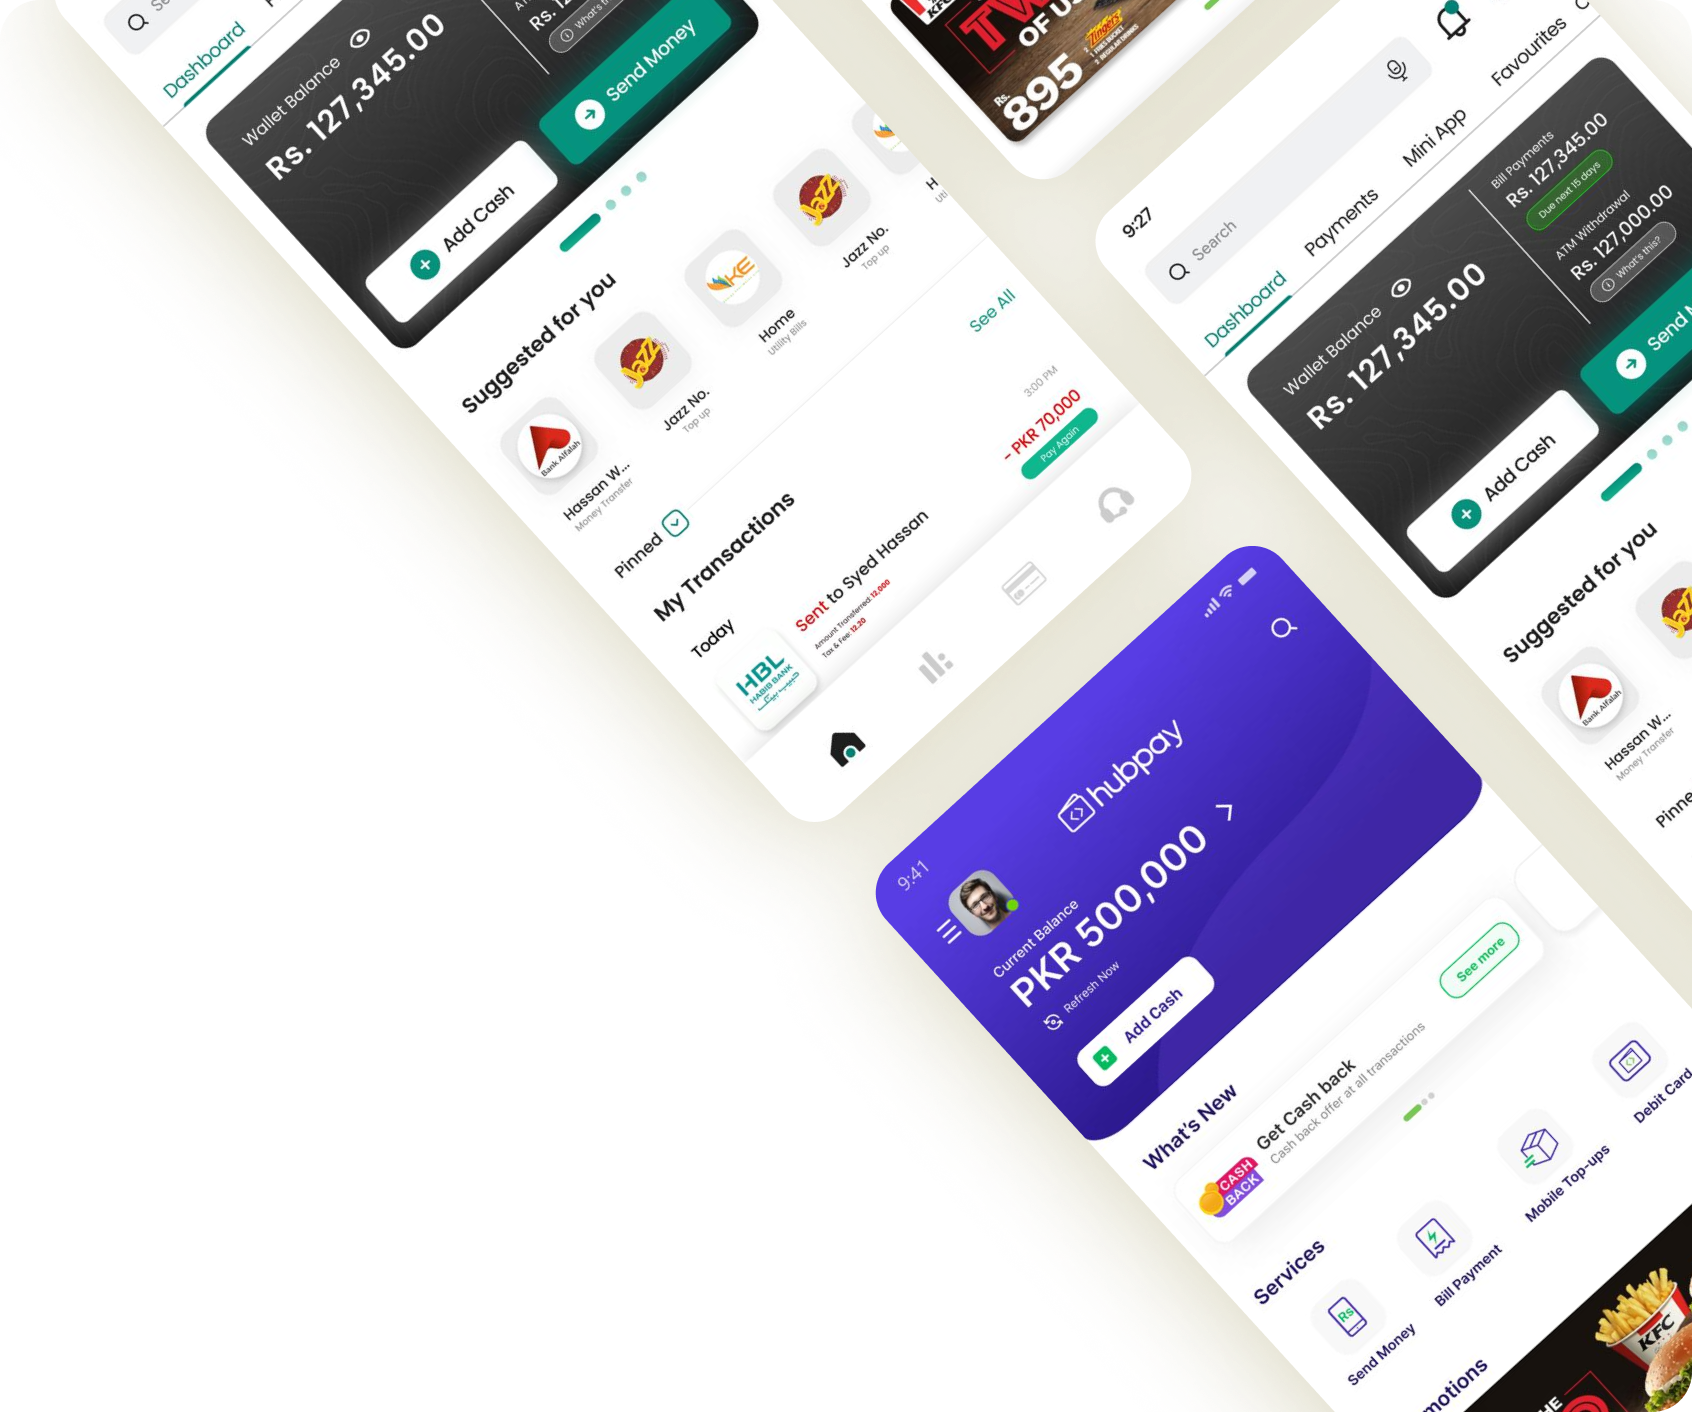 Dashboard
Wallet Balance
Rs. 127,345.00
Add Cash
Send Money
Suggested for you
Bank Alfalah
Hassan W...
Money Transfer
Jazz
Jazz No.
Top up
KE
Home
Utility Bills
Jazz
Jazz No.
Top up
Pinned
See All
My Transactions
Today
HBL
HABIB BANK
Sent to Syed Hassan
Amount Transferred: 12,000
Tax & Fee: 12.20
3:00 PM
- PKR 70,000
Pay Again
KFC
OF US
Rs.
895
9:27
Search
Dashboard
Payments
Mini App
Favourites
Wallet Balance
Rs. 127,345.00
Bill Payments
Rs. 127,345.00
Due next 15 days
ATM Withdrawal
Rs. 127,000.00
What's this?
Add Cash
Send
Suggested for you
Bank Alfalah
Hassan W...
Money Transfer
9:41
hubpay
Current Balance
PKR 500,000
Refresh Now
Add Cash
What's New
CASH
BACK
Get Cash back
Cash back offer at all transactions
See more
Services
Rs
Send Money
Bill Payment
Mobile Top-ups
Debit Card
KFC